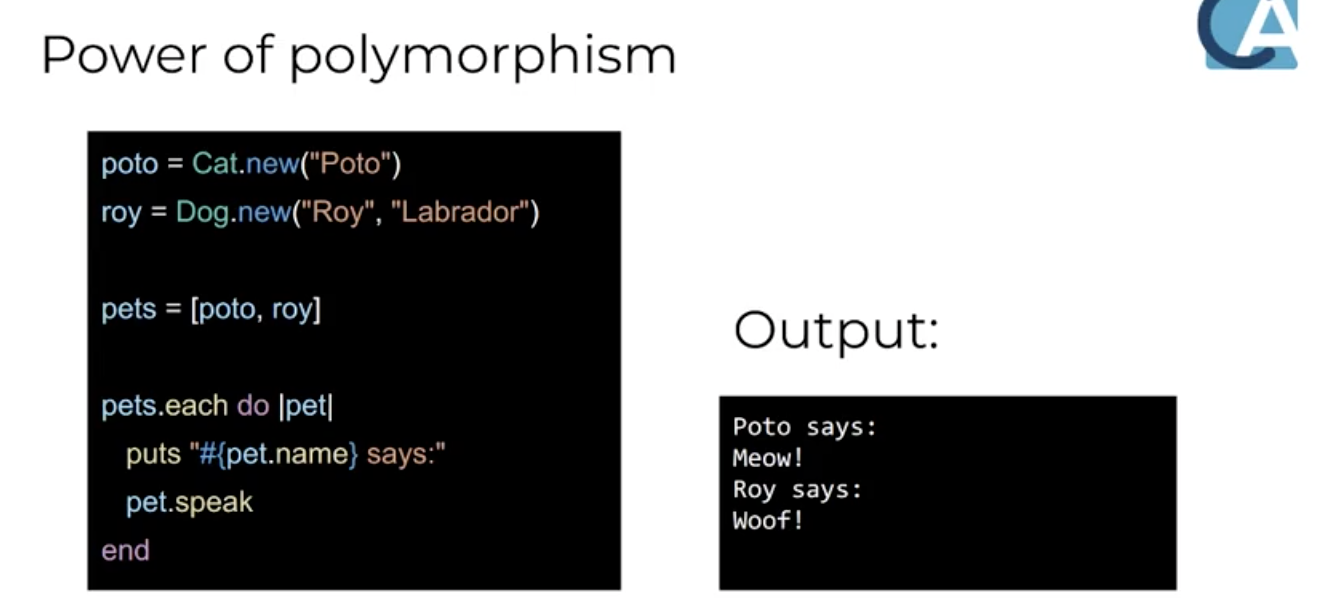 Power of polymorphism
CA
poto = Cat.new("Poto")
roy = Dog.new("Roy", "Labrador")
pets = [poto, roy]
pets.each do |pet|
puts "#{pet.name} says:"
pet.speak
end
Output:
Poto says:
Meow!
Roy says:
Woof!